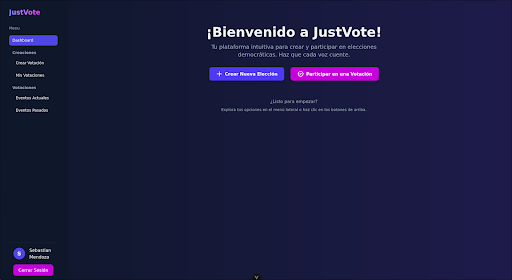 JustVote
Menu
Dashboard
Creaciones
Crear Votación
Mis Votaciones
Votaciones
Eventos Actuales
Eventos Pasados
¡Bienvenido a JustVote!
Tu plataforma intuitiva para crear y participar en elecciones
democráticas. Haz que cada voz cuente.
Crear Nueva Elección
Participar en una Votación
¿Listo para empezar?
Explora las opciones en el menú lateral o haz clic en los botones de arriba.
S
Sebastian
Mendoza
Cerrar Sesión